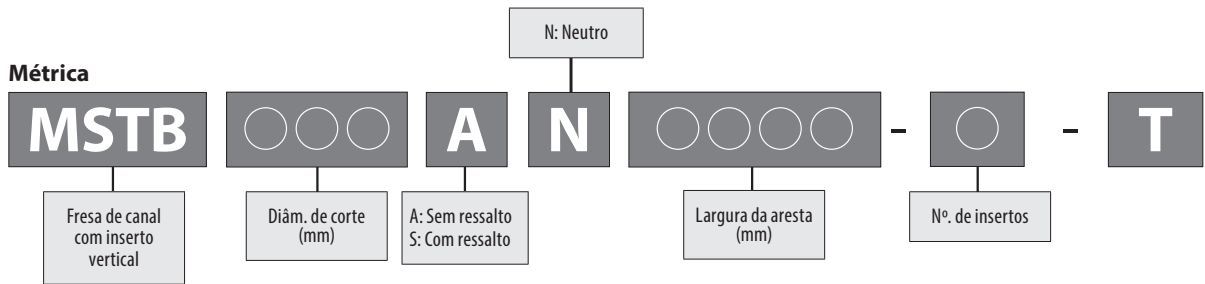 N: Neutro
Métrica
MSTB ○○○ A N ○○○○ - ○ - T
Fresa de canal
com inserto
vertical
Diâm. de corte
(mm)
A: Sem ressalto
S: Com ressalto
Largura da aresta
(mm)
Nº. de insertos